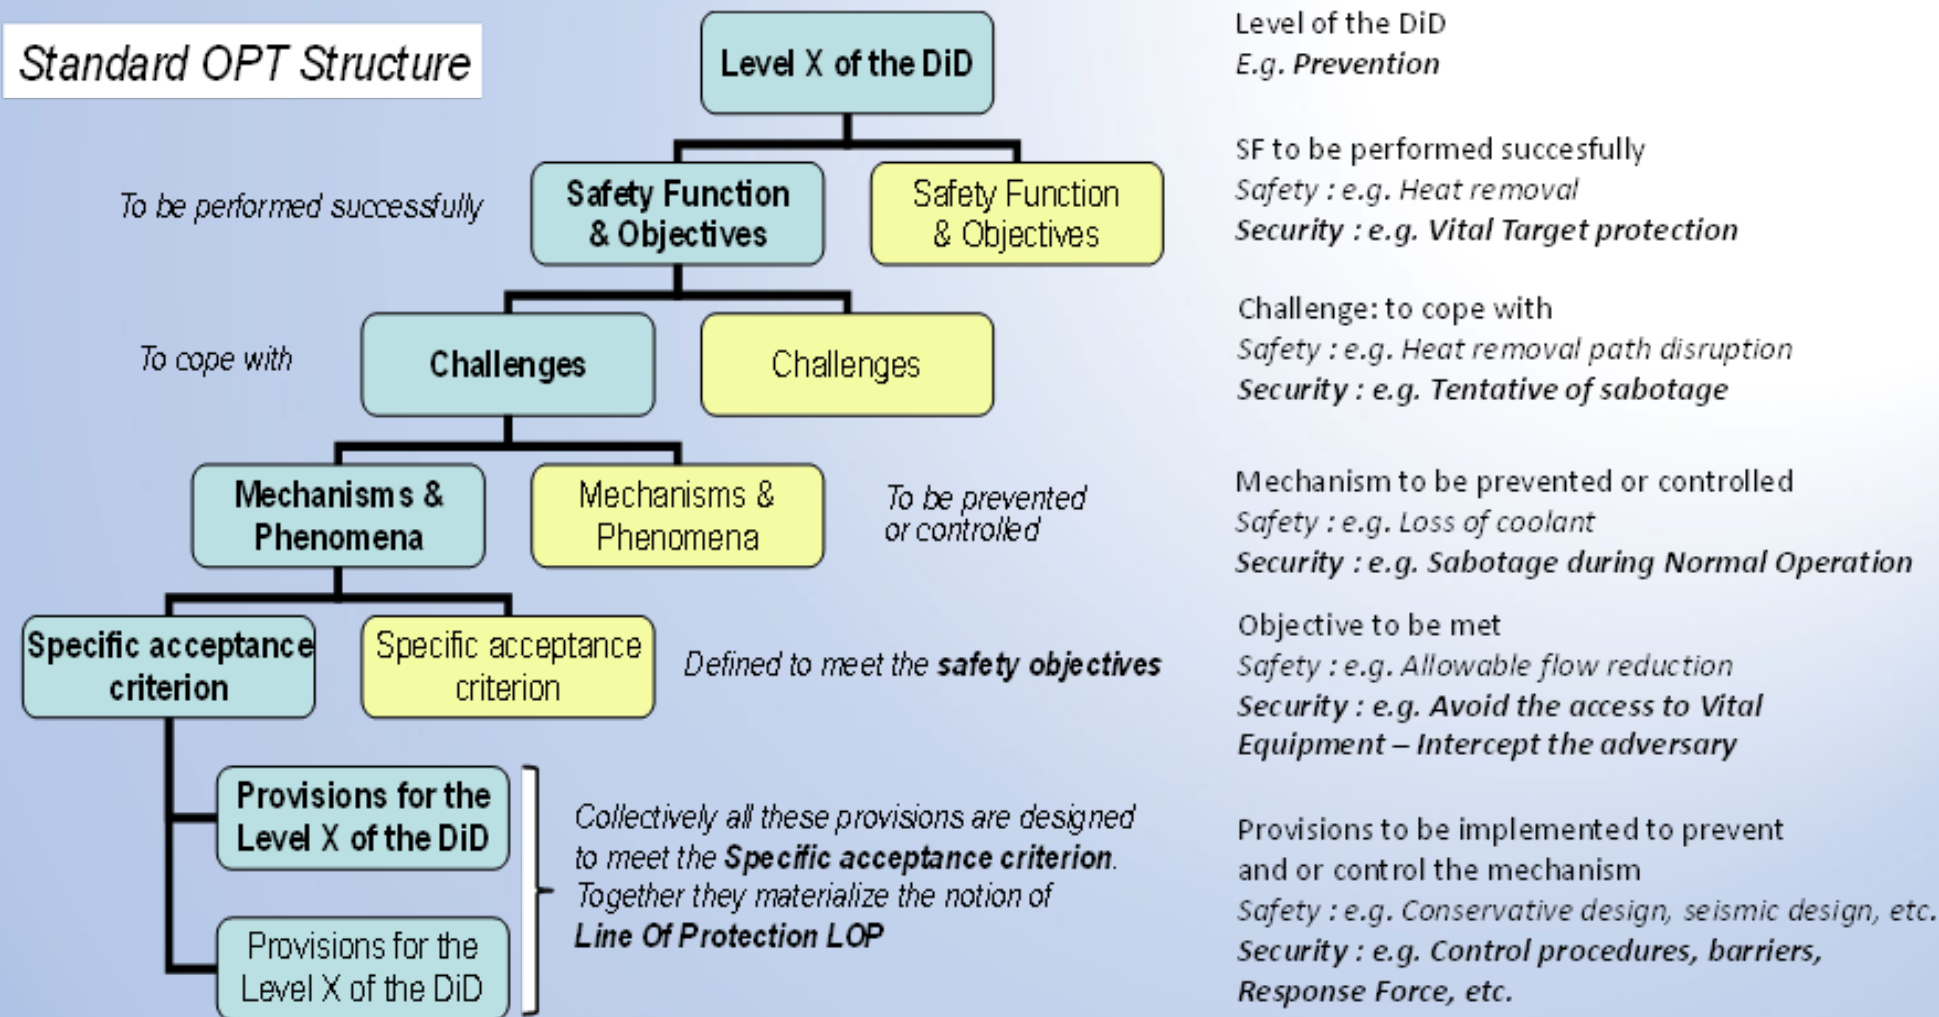 Standard OPT Structure
Level X of the DiD
To be performed successfully
Safety Function
& Objectives
Safety Function
& Objectives
To cope with
Challenges
Challenges
Mechanisms &
Phenomena
Mechanisms &
Phenomena
To be prevented
or controlled
Specific acceptance
criterion
Specific acceptance
criterion
Defined to meet the safety objectives
Provisions for the
Level X of the DiD
Provisions for the
Level X of the DiD
Collectively all these provisions are designed
to meet the Specific acceptance criterion.
Together they materialize the notion of
Line Of Protection LOP
Level of the DiD
E.g. Prevention
SF to be performed succesfully
Safety : e.g. Heat removal
Security : e.g. Vital Target protection
Challenge: to cope with
Safety : e.g. Heat removal path disruption
Security : e.g. Tentative of sabotage
Mechanism to be prevented or controlled
Safety : e.g. Loss of coolant
Security : e.g. Sabotage during Normal Operation
Objective to be met
Safety : e.g. Allowable flow reduction
Security : e.g. Avoid the access to Vital
Equipment – Intercept the adversary
Provisions to be implemented to prevent
and or control the mechanism
Safety : e.g. Conservative design, seismic design, etc.
Security : e.g. Control procedures, barriers,
Response Force, etc.